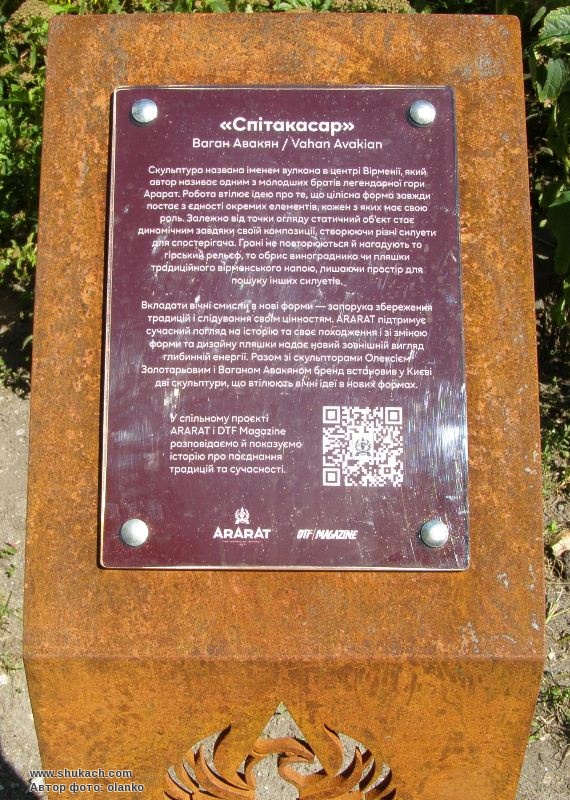 «Спітакасар»
Ваган Авакян / Vahan Avakian
Скульптура названа іменем вулкана в центрі Вірменії, який
автор називає одним з молодших братів легендарної гори
Арарат. Робота втілює ідею про те, що цілісна форма завжди
постає з єдності окремих елементів, кожен з яких має свою
роль. Залежно від точки огляду статичний об'єкт стає
динамічним завдяки своїй композиції, створюючи різні силуети
для спостерігача. Грані не повторюються й нагадують то
гірський рельєф, то обрис виноградника чи пляшки
традиційного вірменського напою, лишаючи простір для
пошуку інших силуетів.
Вкладати вічні смисли в нові форми — запорука збереження
традицій і слідування своїм цінностям. ARARAT підтримує
сучасний погляд на історію та своє походження і зі зміною
форми та дизайну пляшки надає новий зовнішній вигляд
глибинній енергії. Разом зі скульпторами Олексієм
Золотарьовим і Ваганом Авакяном бренд встановив у Києві
дві скульптури, що втілюють вічні ідеї в нових формах.
У спільному проєкті
ARARAT і DTF Magazine
розповідаємо й показуємо
історію про поєднання
традицій та сучасності.
ARARAT
DTF MAGAZINE
www.shukach.com
Автор фото: olanko